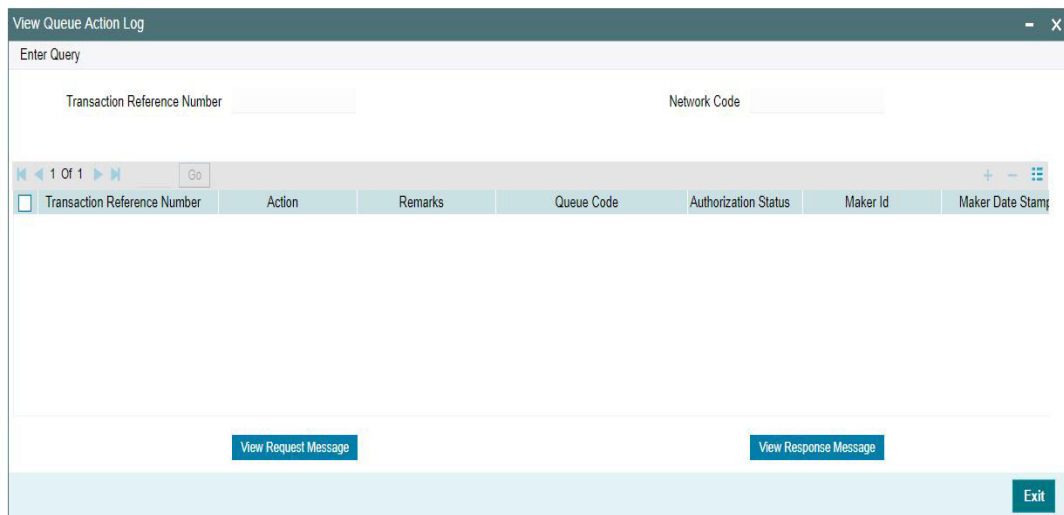 View Queue Action Log - X
Enter Query
Transaction Reference Number Network Code
1 Of 1 Go + -
Transaction Reference Number Action Remarks Queue Code Authorization Status Maker Id Maker Date Stamp
View Request Message View Response Message
Exit